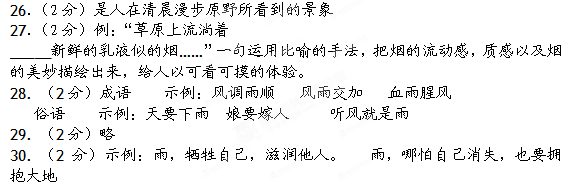 26.（2分）是人在清晨漫步原野所看到的景象
27.（2分）例：“草原上流淌着
_____新鲜的乳液似的烟……”一句运用比喻的手法，把烟的流动感，质感以及烟
的美妙描绘出来，给人以可看可摸的体验。
28.（2分）成语　示例：风调雨顺　风雨交加　血雨腥风
俗语　示例：天要下雨　娘要嫁人　听风就是雨
29.（2分）略
30.（2分）示例：雨，牺牲自己，滋润他人。　雨，哪怕自己消失，也要拥
抱大地